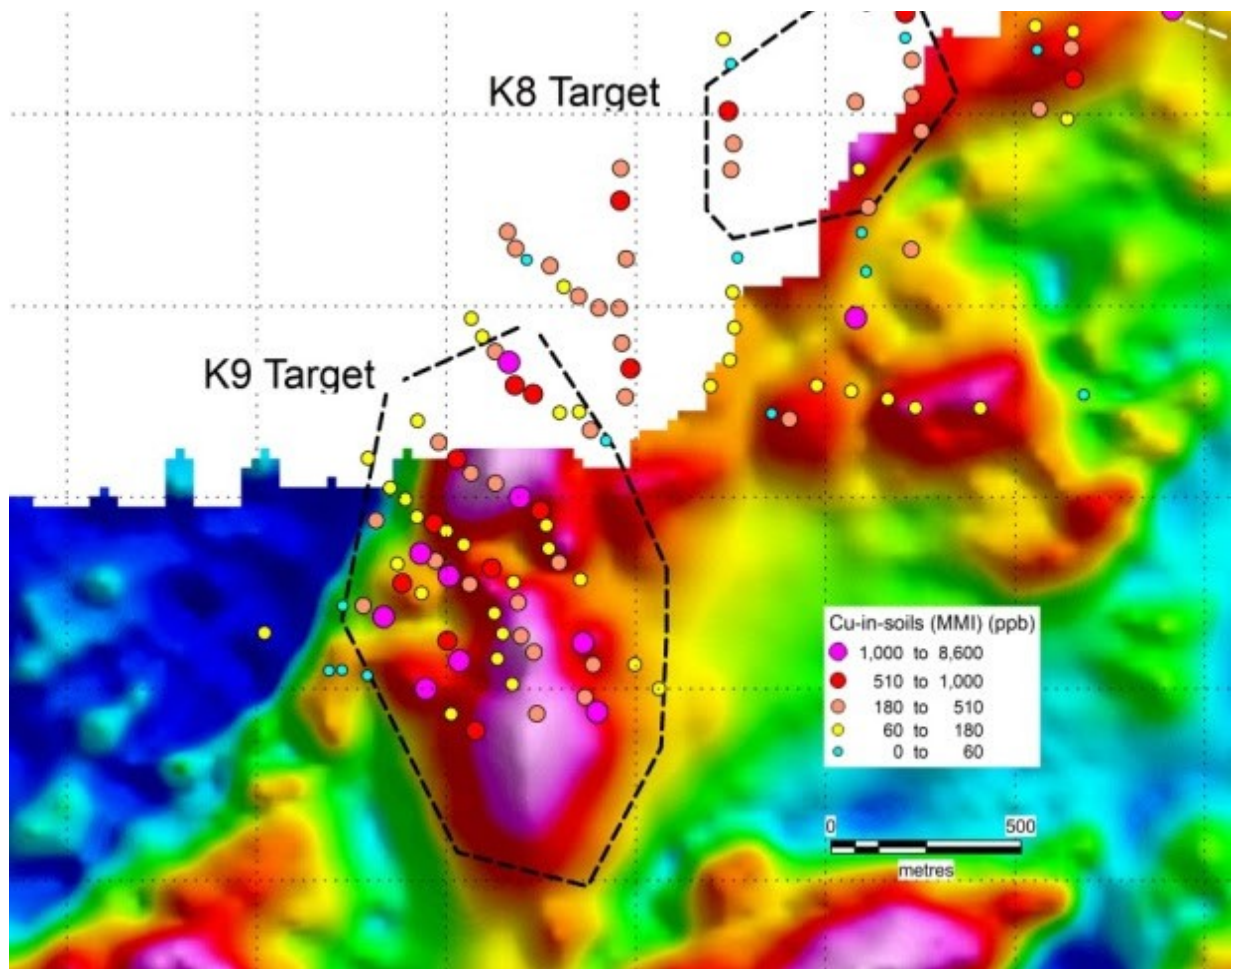 K8 Target
K9 Target
Cu-in-soils (MMI) (ppb)
1,000 to 8,600
510 to 1,000
180 to 510
60 to 180
0 to 60
0 500
metres